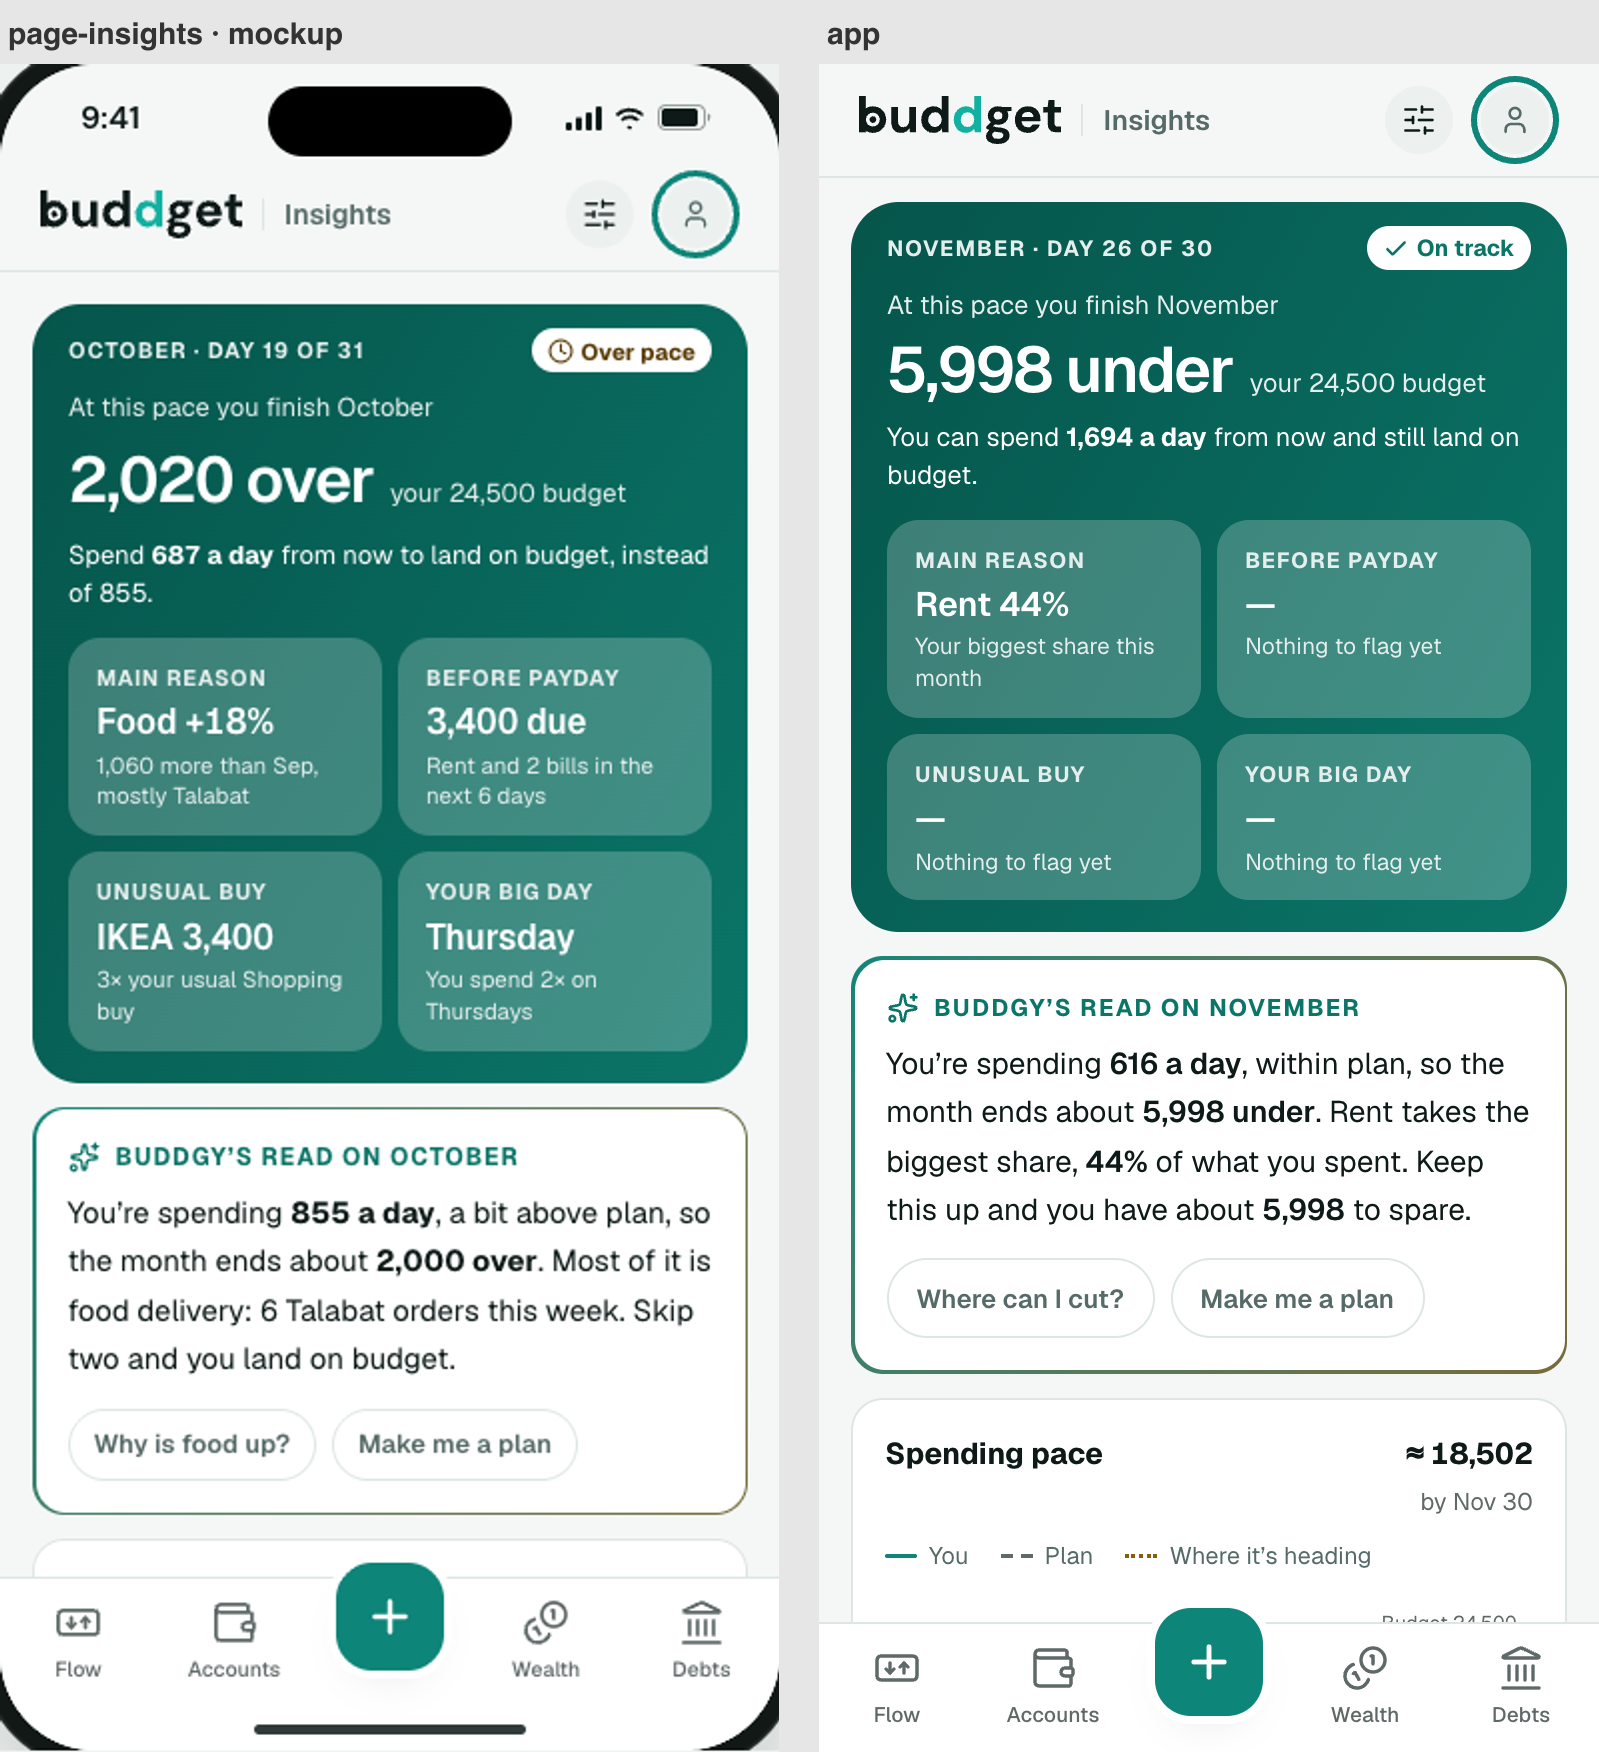 page-insights · mockup
9:41
buddget
Insights
OCTOBER · DAY 19 OF 31
Over pace
At this pace you finish October
2,020 over your 24,500 budget
Spend 687 a day from now to land on budget, instead
of 855.
MAIN REASON
Food +18%
1,060 more than Sep,
mostly Talabat
BEFORE PAYDAY
3,400 due
Rent and 2 bills in the
next 6 days
UNUSUAL BUY
IKEA 3,400
3× your usual Shopping
buy
YOUR BIG DAY
Thursday
You spend 2× on
Thursdays
BUDDGY’S READ ON OCTOBER
You’re spending 855 a day, a bit above plan, so
the month ends about 2,000 over. Most of it is
food delivery: 6 Talabat orders this week. Skip
two and you land on budget.
Why is food up?
Make me a plan
Flow
Accounts
Wealth
Debts
app
buddget
Insights
NOVEMBER · DAY 26 OF 30
On track
At this pace you finish November
5,998 under your 24,500 budget
You can spend 1,694 a day from now and still land on
budget.
MAIN REASON
Rent 44%
Your biggest share this
month
BEFORE PAYDAY
—
Nothing to flag yet
UNUSUAL BUY
—
Nothing to flag yet
YOUR BIG DAY
—
Nothing to flag yet
BUDDGY’S READ ON NOVEMBER
You’re spending 616 a day, within plan, so the
month ends about 5,998 under. Rent takes the
biggest share, 44% of what you spent. Keep
this up and you have about 5,998 to spare.
Where can I cut?
Make me a plan
Spending pace
≈ 18,502
by Nov 30
You
Plan
Where it’s heading
Budget 24,500
Flow
Accounts
Wealth
Debts